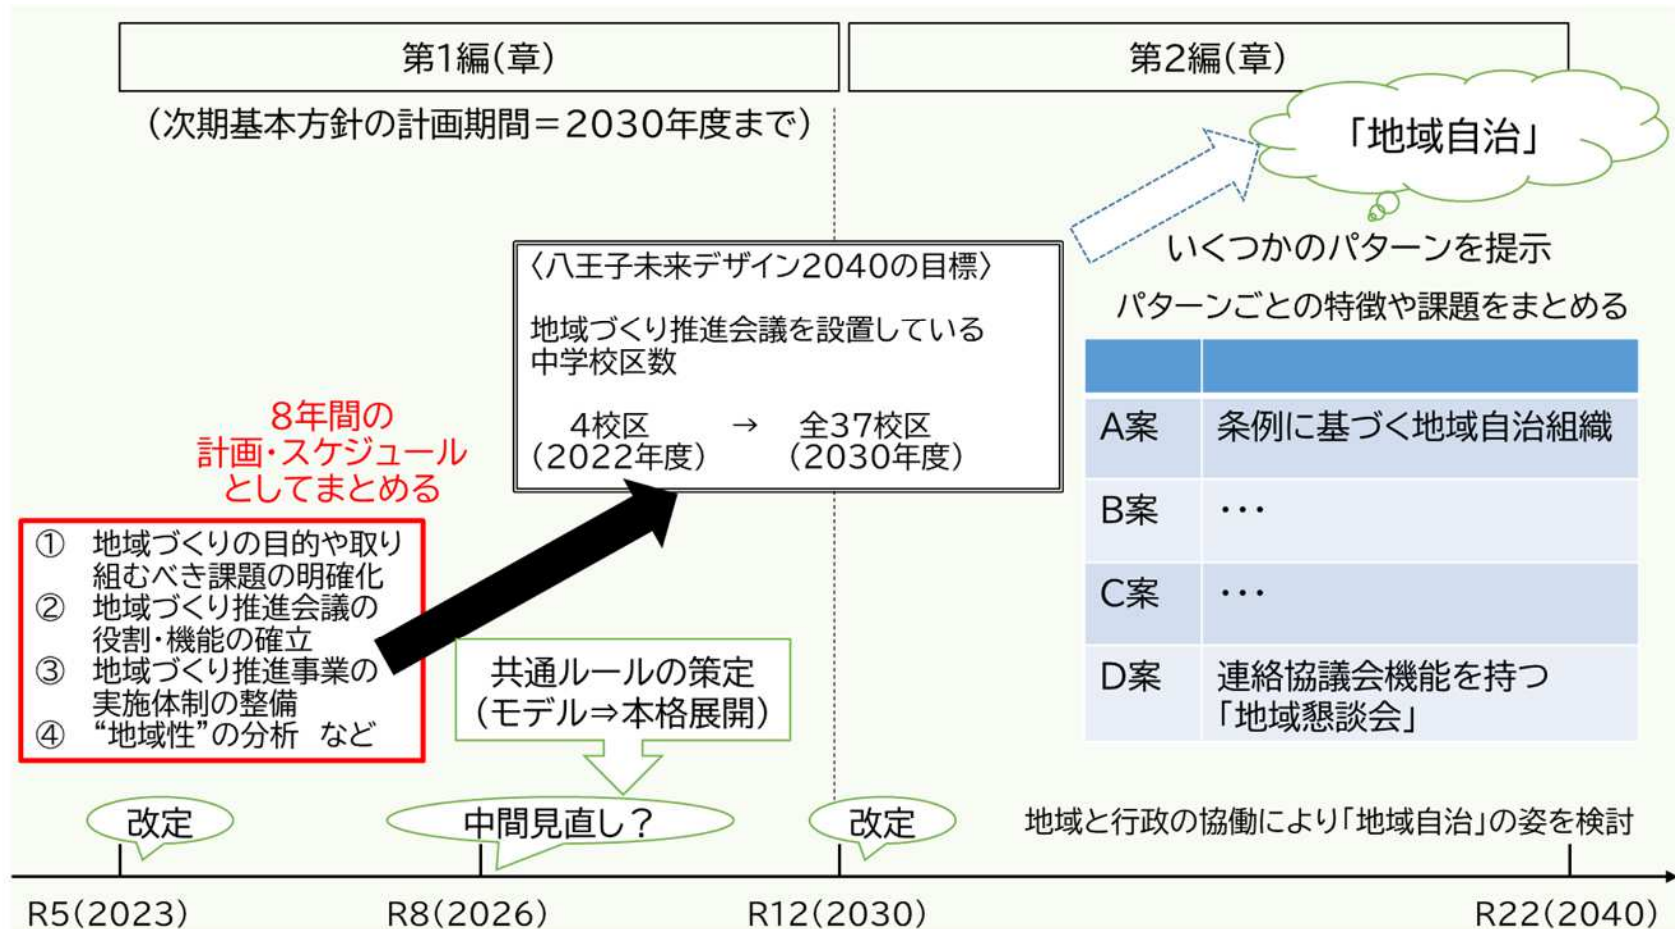 第1編(章)
第2編(章)
(次期基本方針の計画期間＝2030年度まで)
「地域自治」
いくつかのパターンを提示
パターンごとの特徴や課題をまとめる
〈八王子未来デザイン2040の目標〉
地域づくり推進会議を設置している
中学校区数
4校区 → 全37校区
(2022年度) (2030年度)
8年間の
計画・スケジュール
としてまとめる
① 地域づくりの目的や取り
組むべき課題の明確化
② 地域づくり推進会議の
役割・機能の確立
③ 地域づくり推進事業の
実施体制の整備
④ “地域性”の分析 など
共通ルールの策定
(モデル⇒本格展開)
A案 条例に基づく地域自治組織
B案 ・・・
C案 ・・・
D案 連絡協議会機能を持つ
「地域懇談会」
改定
中間見直し？
改定
地域と行政の協働により「地域自治」の姿を検討
R5(2023)
R8(2026)
R12(2030)
R22(2040)